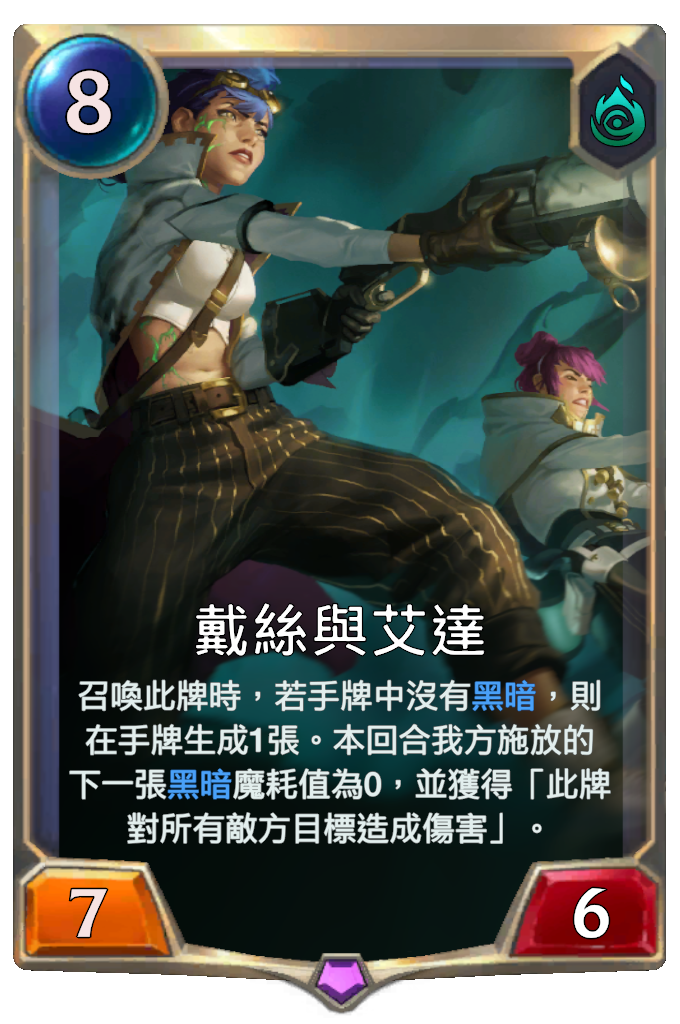 8
戴絲與艾達
召喚此牌時，若手牌中沒有黑暗，則
在手牌生成1張。本回合我方施放的
下一張黑暗魔耗值為0，並獲得「此牌
對所有敵方目標造成傷害」。
7
6